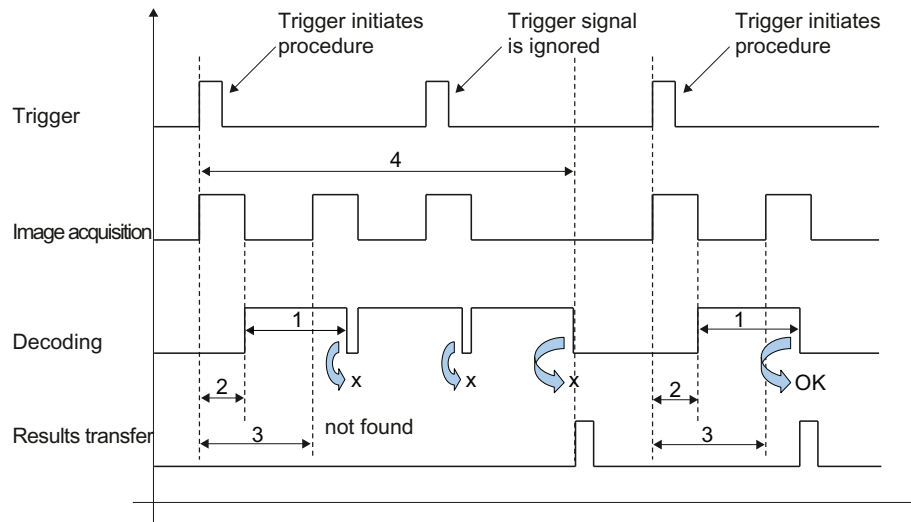 Trigger initiates
procedure
Trigger signal
is ignored
Trigger initiates
procedure
Trigger
4
Image acquisition
1
1
Decoding
x
x
x
OK
2
2
not found
Results transfer
3
3